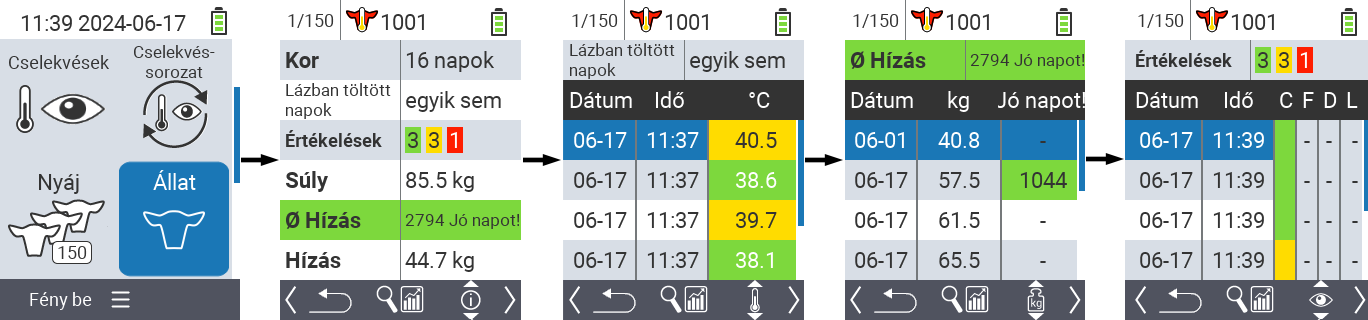 11:39 2024-06-17
Cselekvések
Cselekvés-
sorozat
Nyáj
150
Állat
Fény be
1/150 1001
Kor 16 napok
Lázban töltött
napok
egyik sem
Értékelések 3 3 1
Súly 85.5 kg
Ø Hízás 2794 Jó napot!
Hízás 44.7 kg
1/150 1001
Lázban töltött
napok
egyik sem
Dátum Idő °C
06-17 11:37 40.5
06-17 11:37 38.6
06-17 11:37 39.7
06-17 11:37 38.1
1/150 1001
Ø Hízás 2794 Jó napot!
Dátum kg Jó napot!
06-01 40.8 -
06-17 57.5 1044
06-17 61.5 -
06-17 65.5 -
kg
1/150 1001
Értékelések 3 3 1
Dátum Idő C F D L
06-17 11:39 - - -
06-17 11:39 - - -
06-17 11:39 - - -
06-17 11:39 - - -